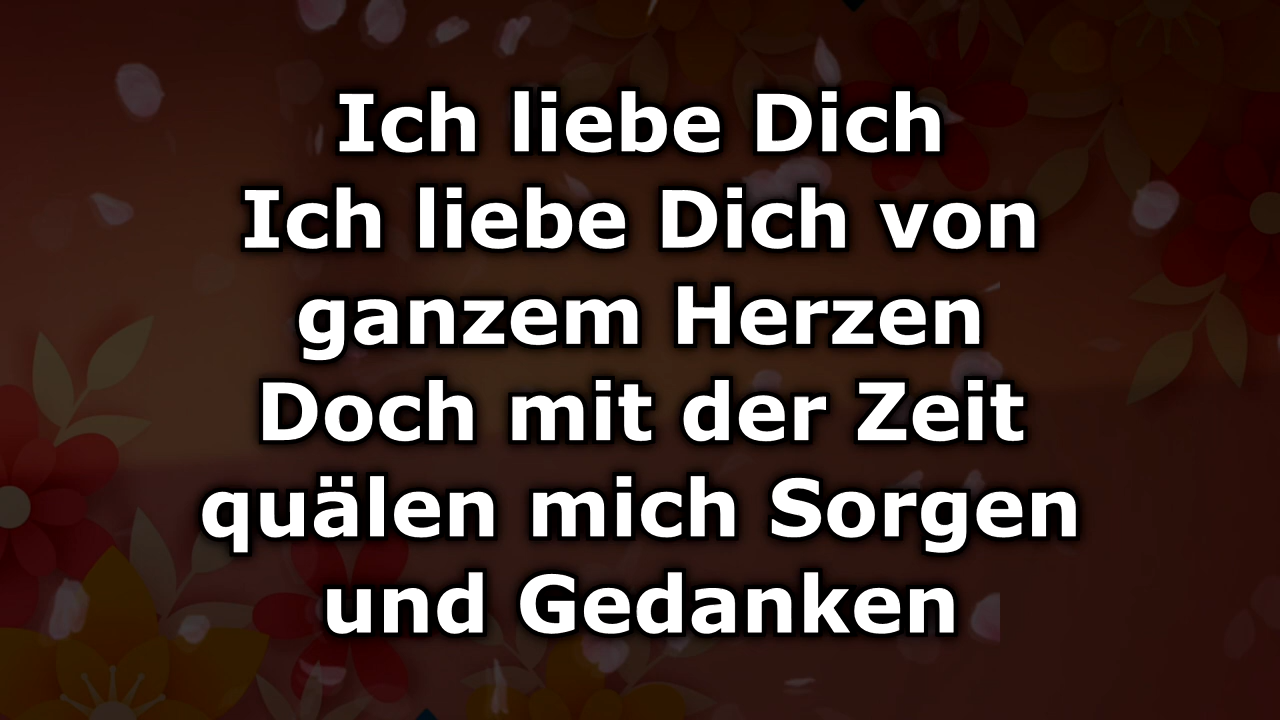 Ich liebe Dich
Ich liebe Dich von
ganzem Herzen
Doch mit der Zeit
quälen mich Sorgen
und Gedanken